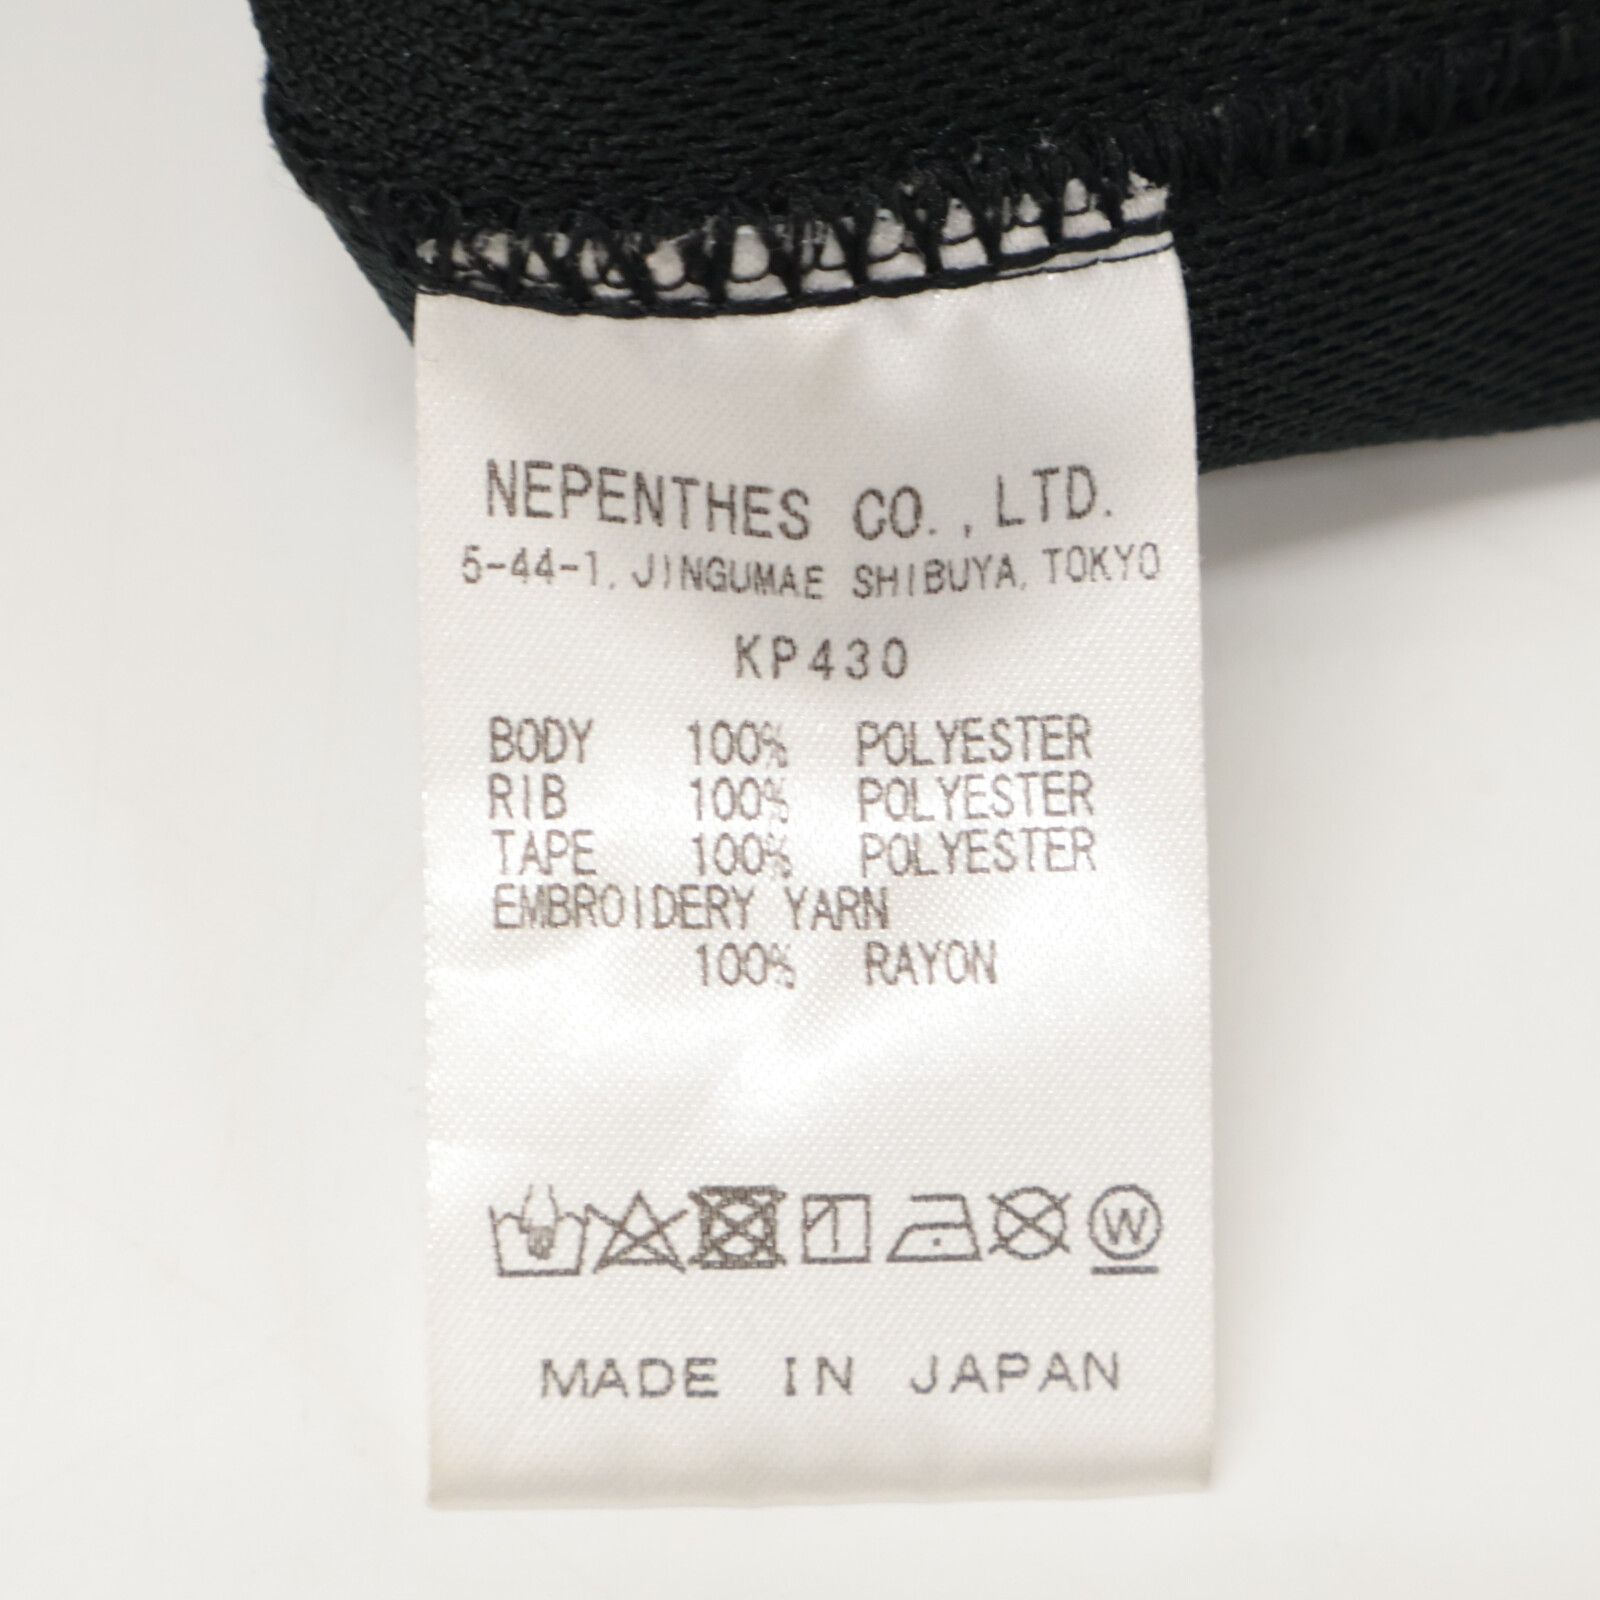 NEPENTHES CO., LTD.
5-44-1, JINGUMAE SHIBUYA, TOKYO
KP430
BODY 100% POLYESTER
RIB 100% POLYESTER
TAPE 100% POLYESTER
EMBROIDERY YARN
100% RAYON
W
MADE IN JAPAN